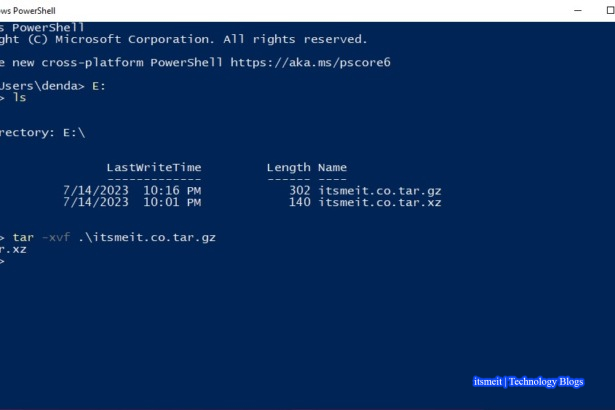 ws PowerShell
s PowerShell
ght (C) Microsoft Corporation. All rights reserved.
e new cross-platform PowerShell https://aka.ms/pscore6
Users\denda> E:
> ls
rectory: E:\
LastWriteTime Length Name
------------- ------ ----
7/14/2023 10:16 PM 302 itsmeit.co.tar.gz
7/14/2023 10:01 PM 140 itsmeit.co.tar.xz
> tar -xvf .\itsmeit.co.tar.gz
r.xz
>
itsmeit | Technology Blogs